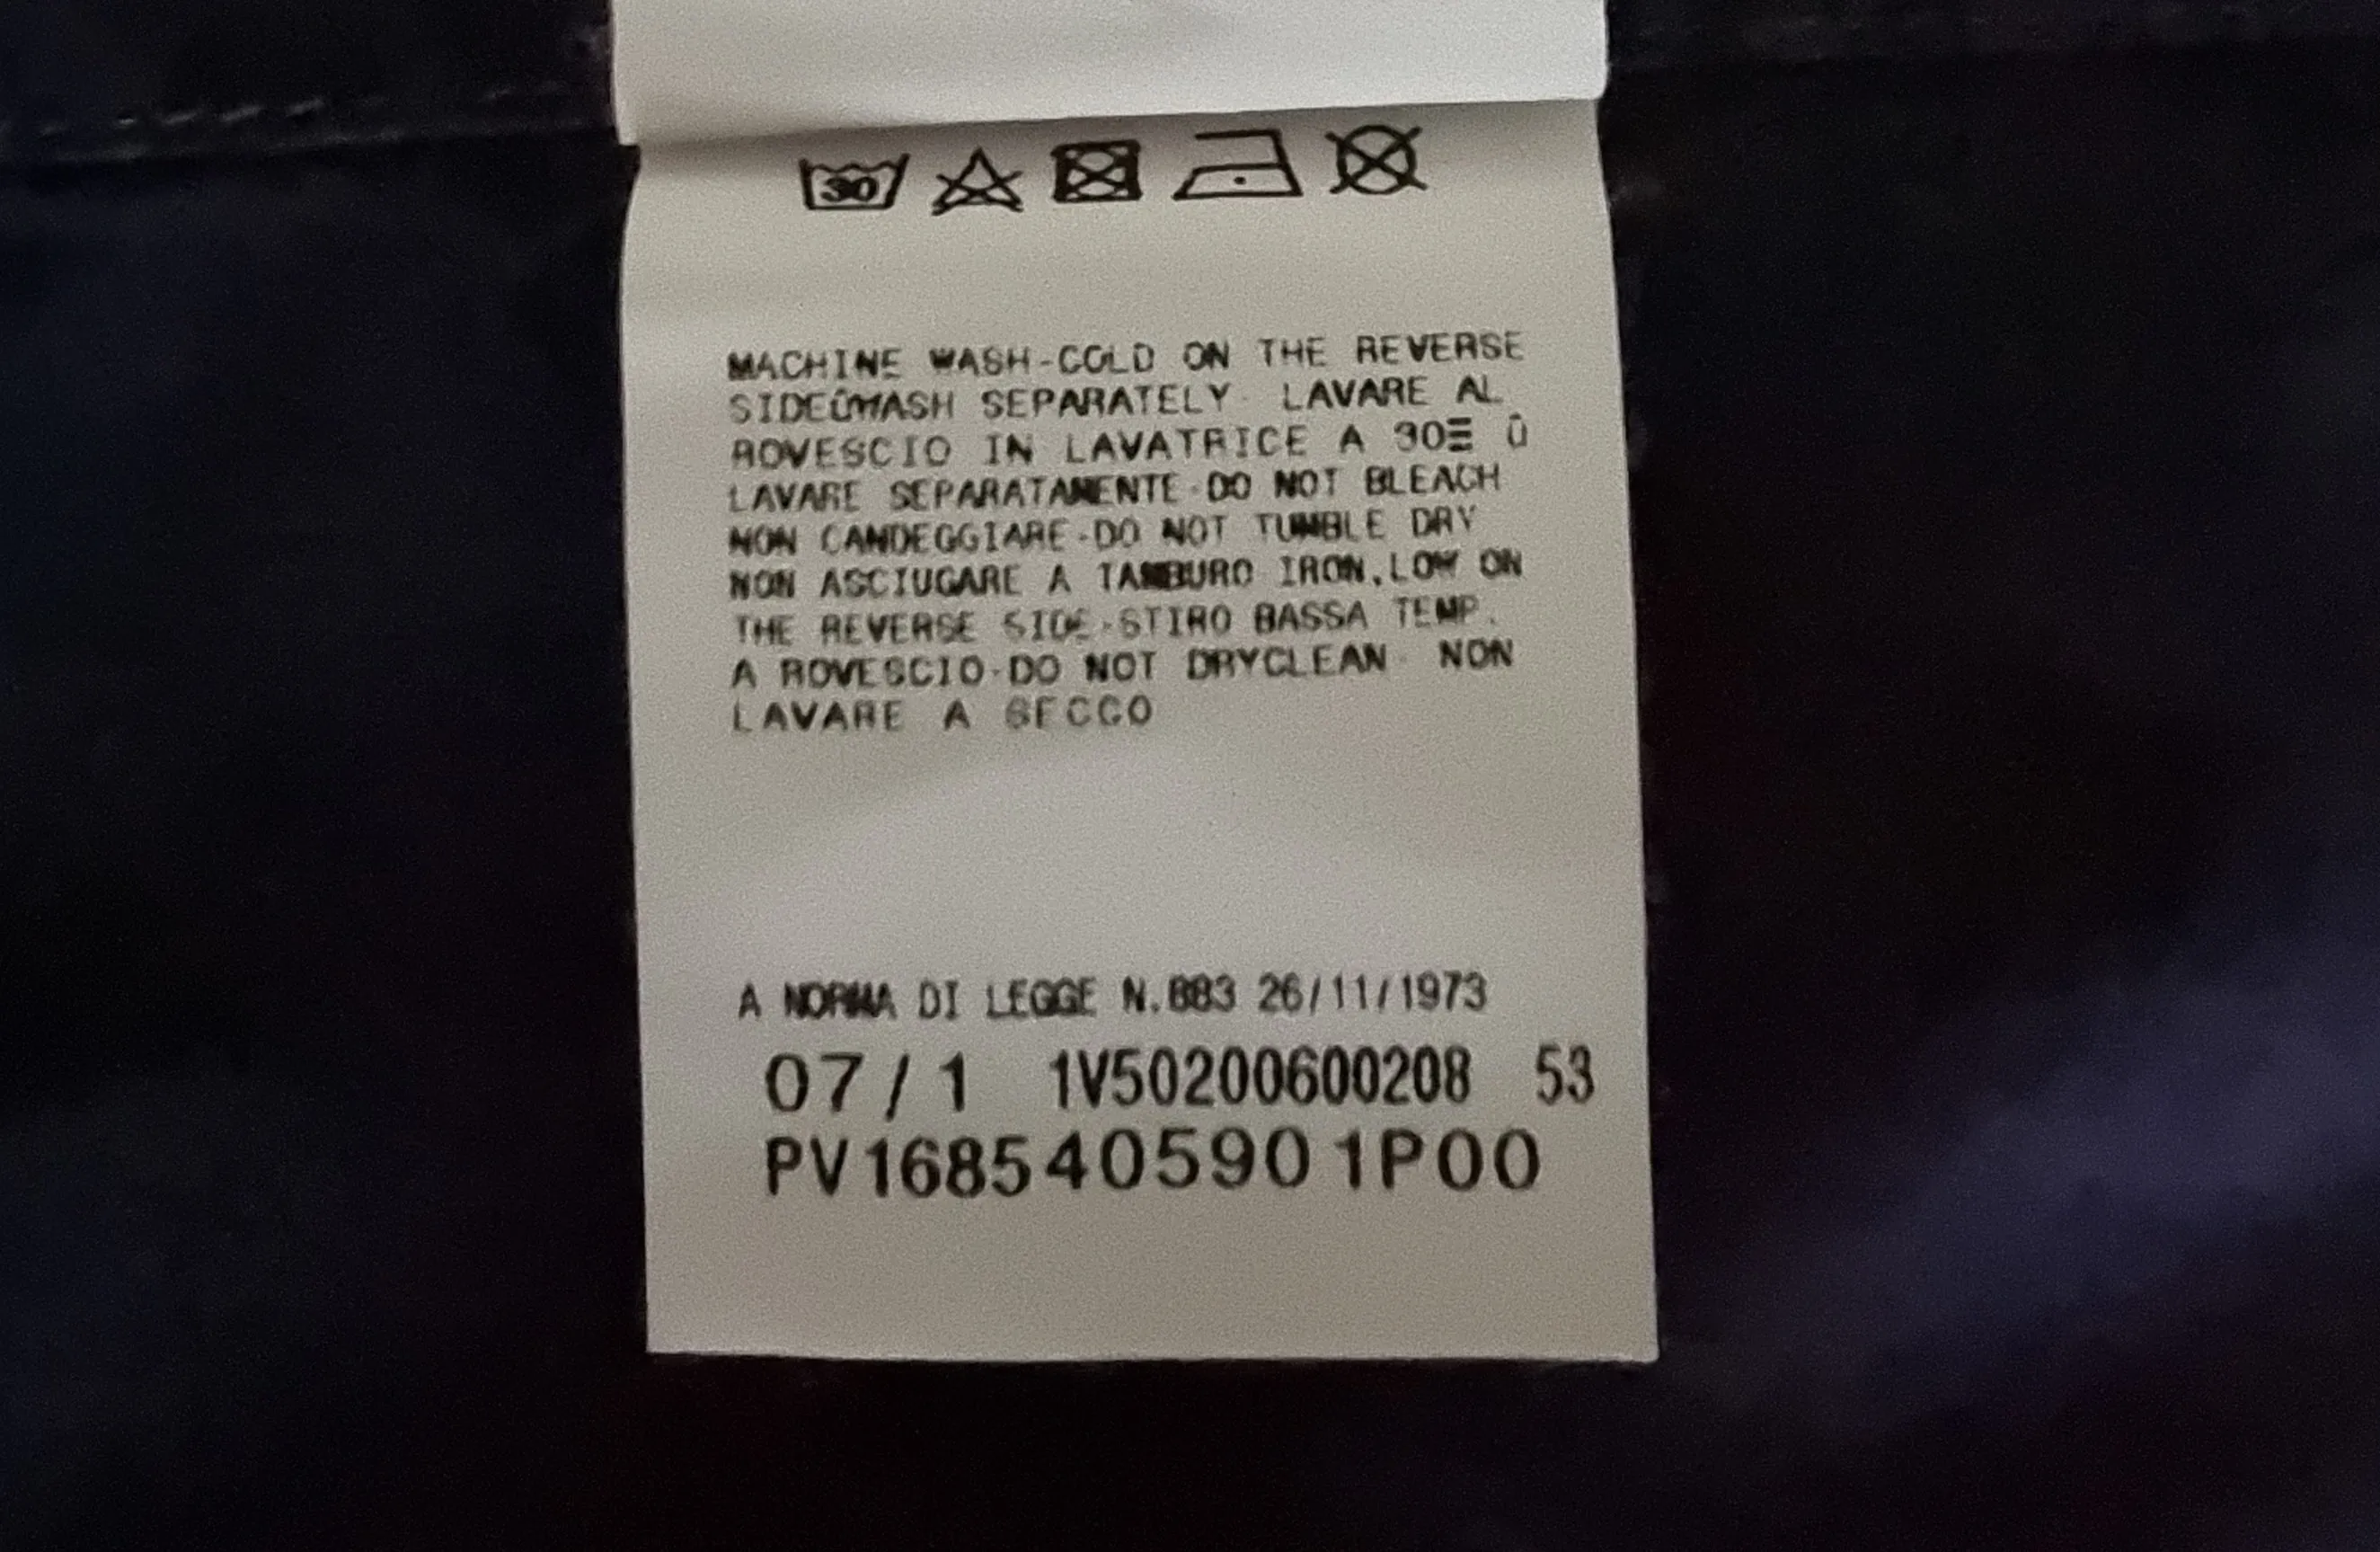 30
MACHINE WASH-COLD ON THE REVERSE
SIDEÛWASH SEPARATELY- LAVARE AL
ROVESCIO IN LAVATRICE A 30Ξ Û
LAVARE SEPARATAMENTE-DO NOT BLEACH
NON CANDEGGIARE-DO NOT TUMBLE DRY
NON ASCIUGARE A TAMBURO IRON.LOW ON
THE REVERSE SIDE-STIRO BASSA TEMP.
A ROVESCIO-DO NOT DRYCLEAN- NON
LAVARE A SECCO
A NORMA DI LEGGE N.883 26/11/1973
07/1 1V50200600208 53
PV1685405901P00